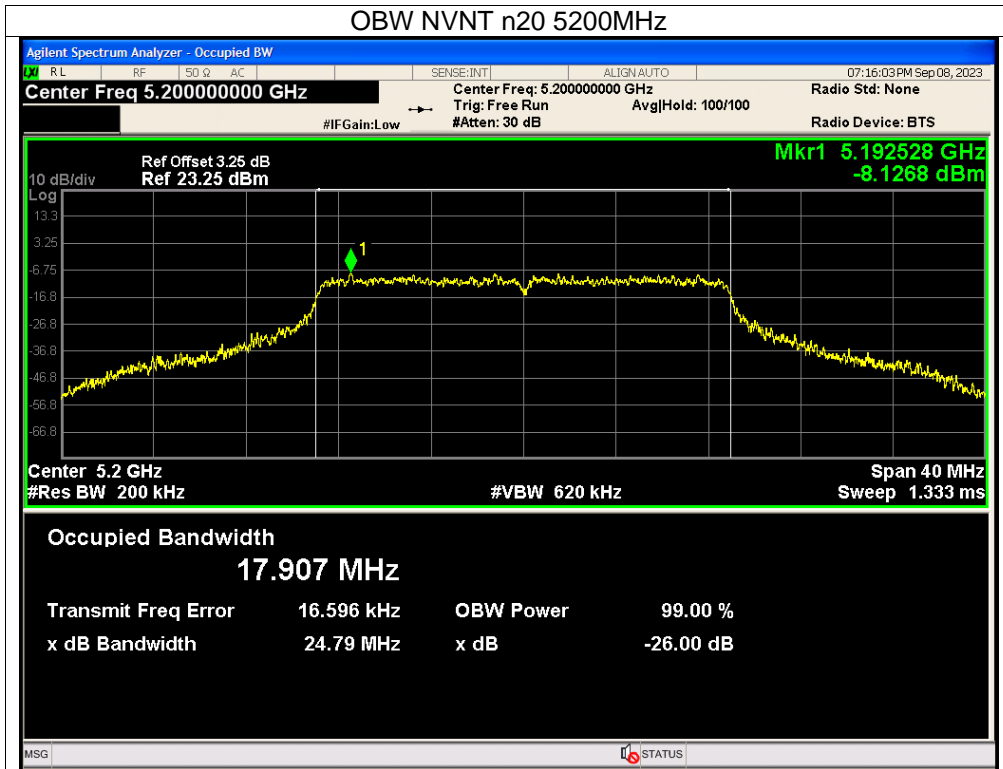 OBW NVNT n20 5200MHz
Agilent Spectrum Analyzer - Occupied BW
LXI RL RF 50 Ω AC SENSE:INT ALIGNAUTO 07:16:03PM Sep 08, 2023
Center Freq 5.200000000 GHz Center Freq: 5.200000000 GHz Radio Std: None
Trig: Free Run Avg|Hold: 100/100
#IFGain:Low #Atten: 30 dB Radio Device: BTS
Ref Offset 3.25 dB Mkr1 5.192528 GHz
10 dB/div Ref 23.25 dBm -8.1268 dBm
Log
13.3
3.25
1
-6.75
-16.8
-26.8
-36.8
-46.8
-56.8
-66.8
Center 5.2 GHz Span 40 MHz
#Res BW 200 kHz #VBW 620 kHz Sweep 1.333 ms
Occupied Bandwidth
17.907 MHz
Transmit Freq Error 16.596 kHz OBW Power 99.00 %
x dB Bandwidth 24.79 MHz x dB -26.00 dB
MSG STATUS